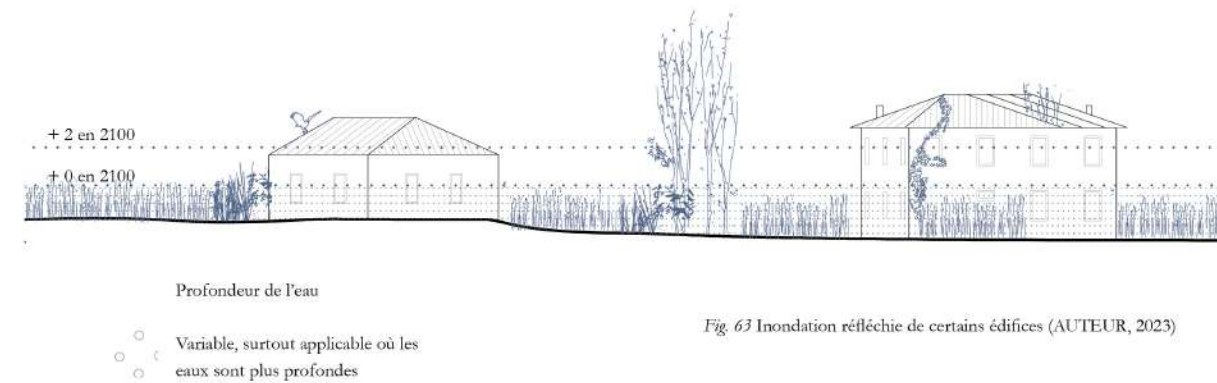 + 2 en 2100
+ 0 en 2100
Profondeur de l'eau
Fig. 63 Inondation réfléchie de certains édifices (AUTEUR, 2023)
Variable, surtout applicable où les
eaux sont plus profondes